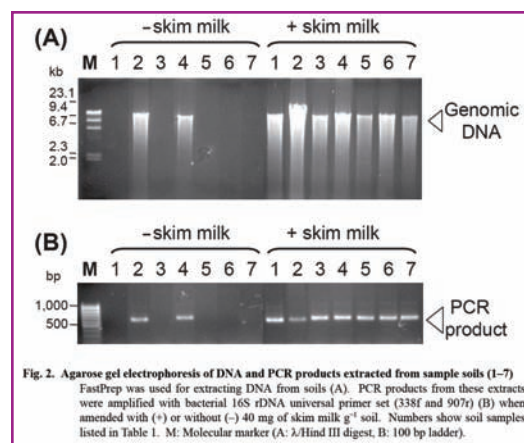 (A)
–skim milk + skim milk
M 1 2 3 4 5 6 7 1 2 3 4 5 6 7
kb
23.1
9.4
6.7
2.3
2.0
Genomic
DNA
(B)
–skim milk + skim milk
M 1 2 3 4 5 6 7 1 2 3 4 5 6 7
bp
1,000
500
PCR
product
Fig. 2. Agarose gel electrophoresis of DNA and PCR products extracted from sample soils (1–7)
FastPrep was used for extracting DNA from soils (A). PCR products from these extracts
were amplified with bacterial 16S rDNA universal primer set (338f and 907r) (B) when
amended with (+) or without (–) 40 mg of skim milk g⁻¹ soil. Numbers show soil samples
listed in Table 1. M: Molecular marker (A: λ/Hind III digest, B: 100 bp ladder).